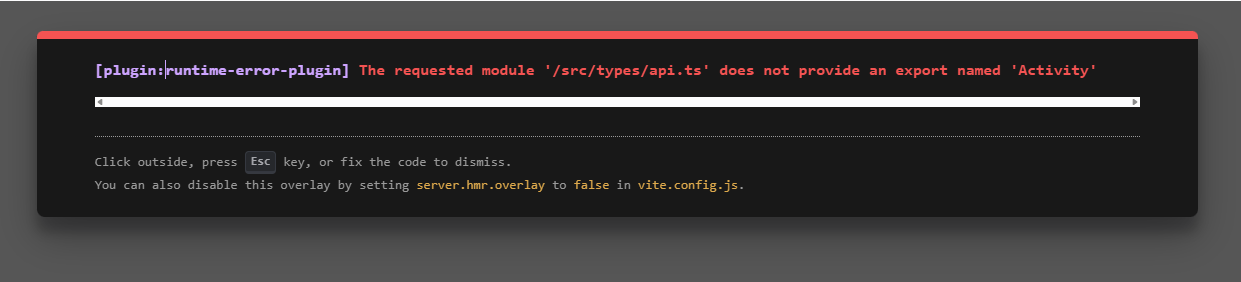 [plugin:runtime-error-plugin] The requested module '/src/types/api.ts' does not provide an export named 'Activity'
Click outside, press Esc key, or fix the code to dismiss.
You can also disable this overlay by setting server.hmr.overlay to false in vite.config.js.